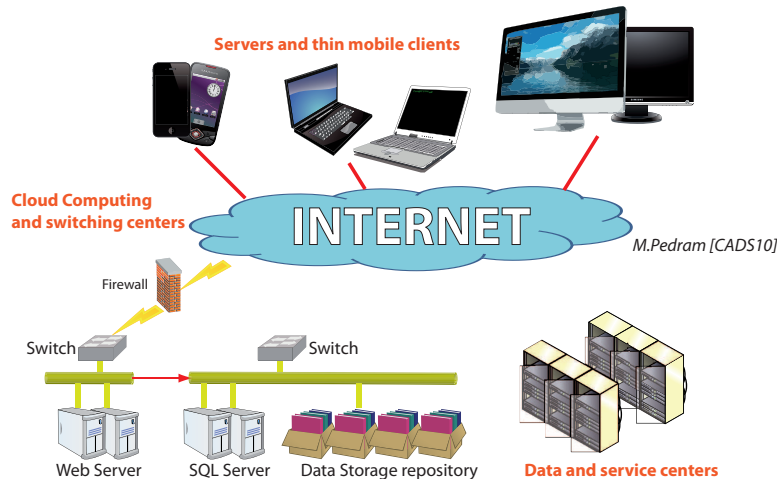 Servers and thin mobile clients
Cloud Computing
and switching centers
INTERNET
M.Pedram [CADS10]
Firewall
Switch
Switch
Web Server
SQL Server
Data Storage repository
Data and service centers